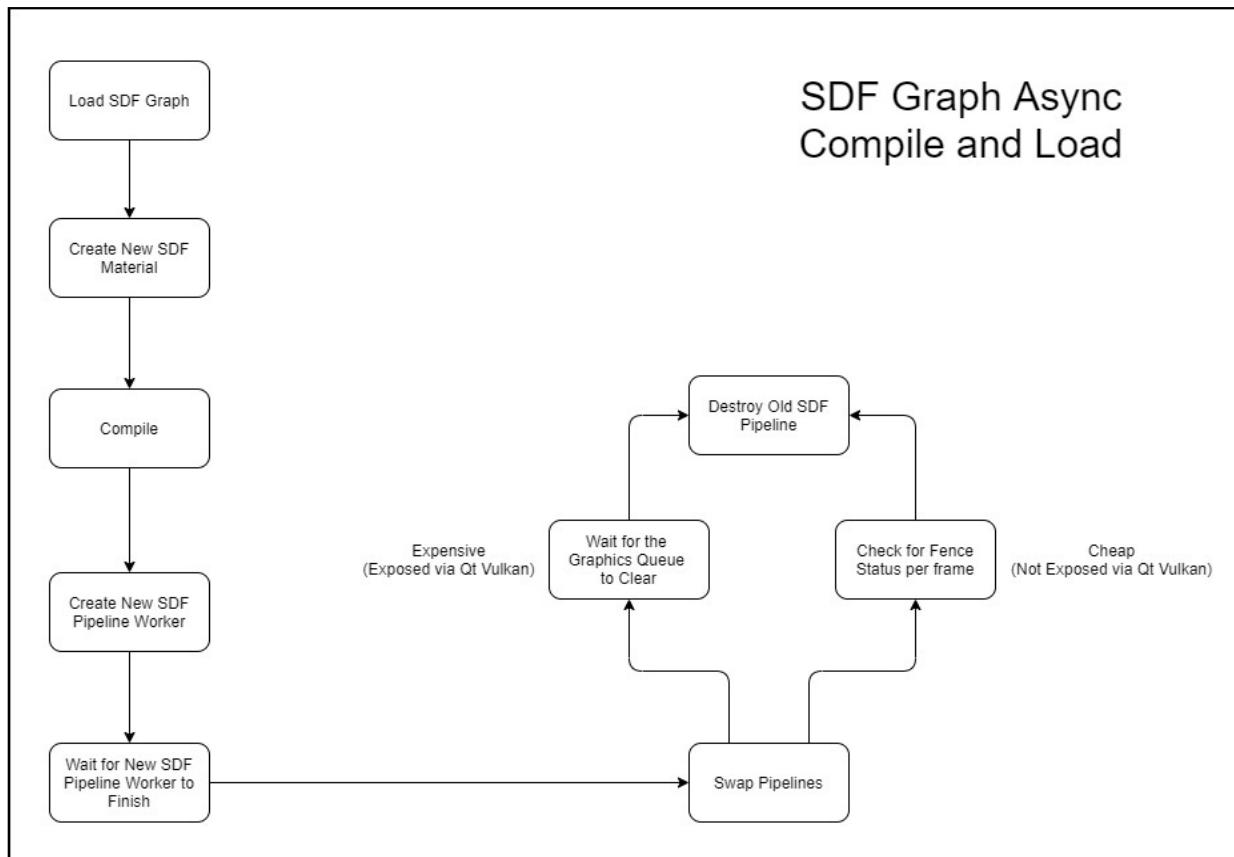 SDF Graph Async
Compile and Load
Load SDF Graph
Create New SDF
Material
Compile
Create New SDF
Pipeline Worker
Wait for New SDF
Pipeline Worker to
Finish
Swap Pipelines
Expensive
(Exposed via Qt Vulkan)
Wait for the
Graphics Queue
to Clear
Check for Fence
Status per frame
Cheap
(Not Exposed via Qt Vulkan)
Destroy Old SDF
Pipeline